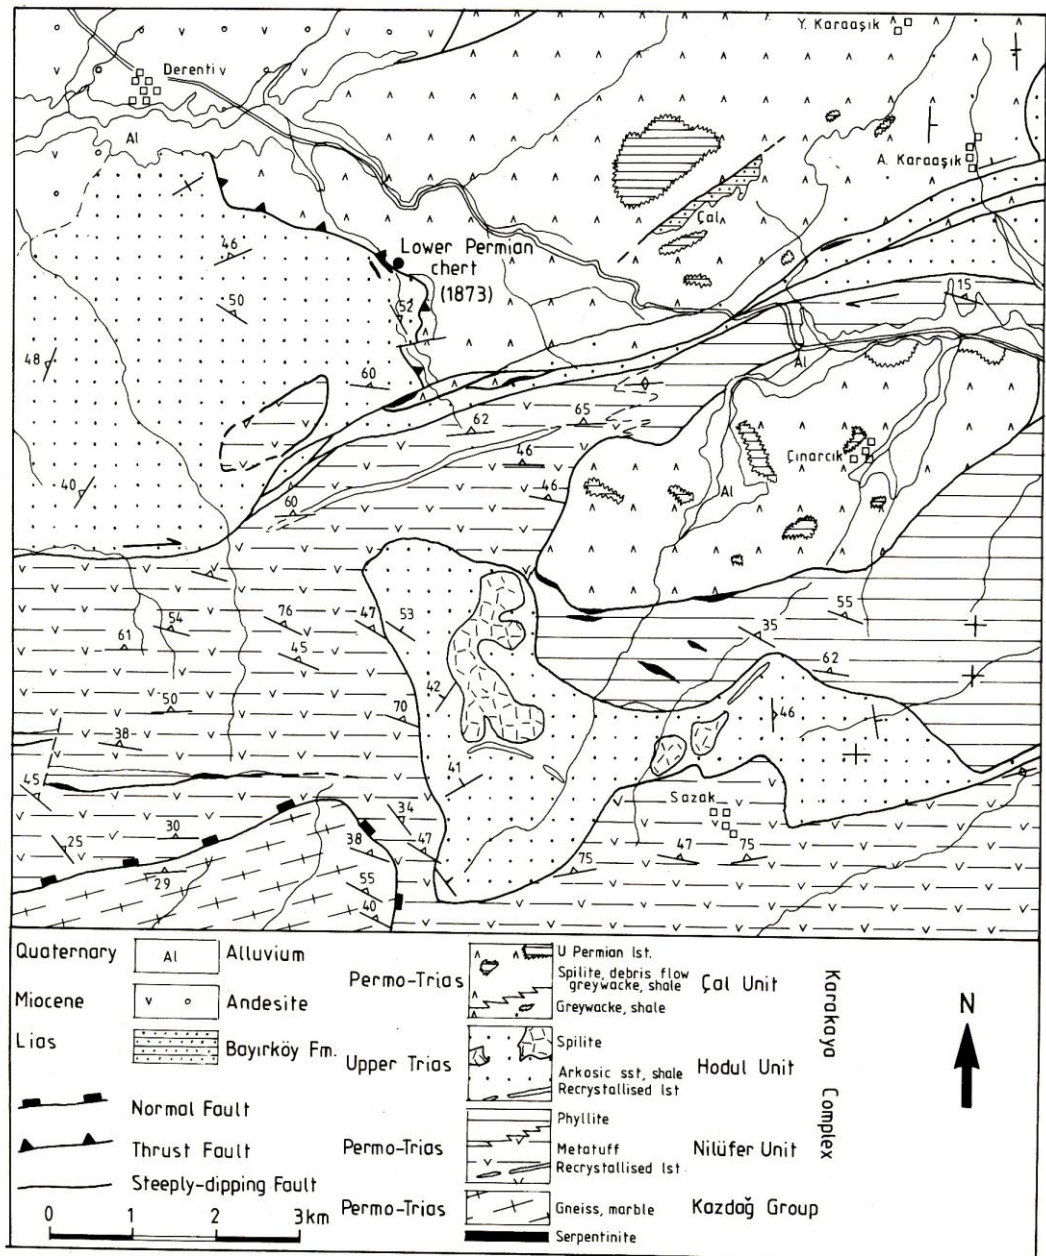 Y. Karaaşık
Derenti
v
Al
A. Karaaşık
Çal
46
Lower Permian
chert
(1873)
50
52
15
48
60
Al
62
65
46
Çınarcık
40
46
Al
60
54
76
47
53
55
61
45
35
62
42
50
70
46
38
41
45
34
Sazak
30
38
47
25
47
75
29
55
75
40
Quaternary Al Alluvium
Miocene v o Andesite
Lias Bayırköy Fm.
Normal Fault
Thrust Fault
Steeply-dipping Fault
0 1 2 3km
Permo-Trias
U Permian lst.
Spilite, debris flow
greywacke, shale
Greywacke, shale
Çal Unit
Upper Trias
Spilite
Arkosic sst, shale
Recrystallised lst
Hodul Unit
Permo-Trias
Phyllite
Metatuff
Recrystallised lst
Nilüfer Unit
Karakaya Complex
Permo-Trias Gneiss, marble Kazdağ Group
Serpentinite
N